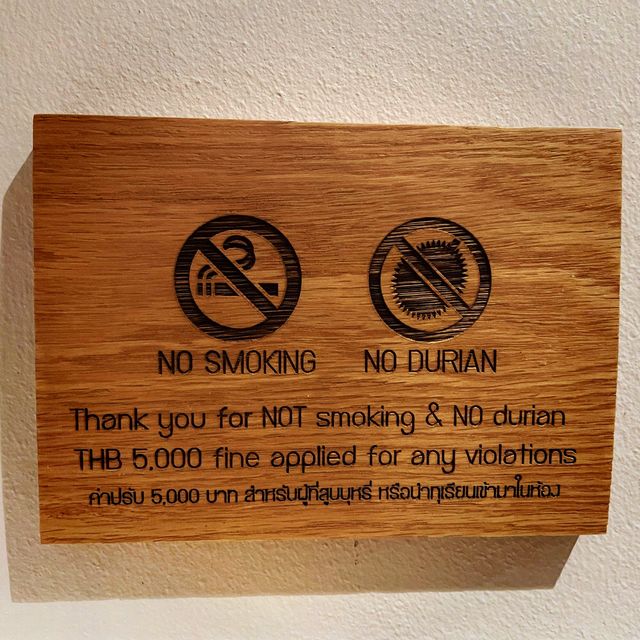 NO SMOKING NO DURIAN
Thank you for NOT smoking & NO durian
THB 5,000 fine applied for any violations
ค่าปรับ 5,000 บาท สำหรับผู้ที่สูบบุหรี่ หรือนำทุเรียนเข้ามาในห้อง